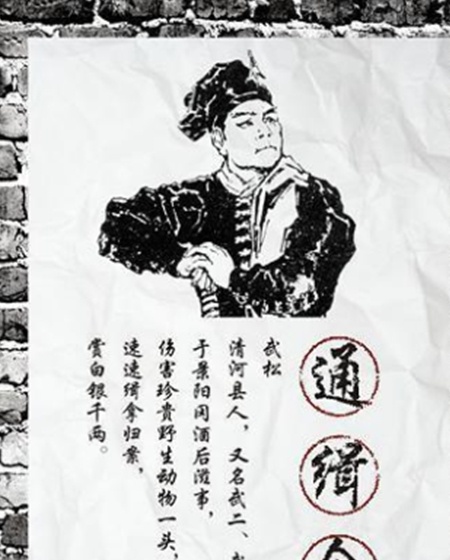 通缉令
武松
清河县人，又名武二、
于景阳冈酒后滋事，
伤害珍贵野生动物一头，
速速缉拿归案，
赏白银千两。